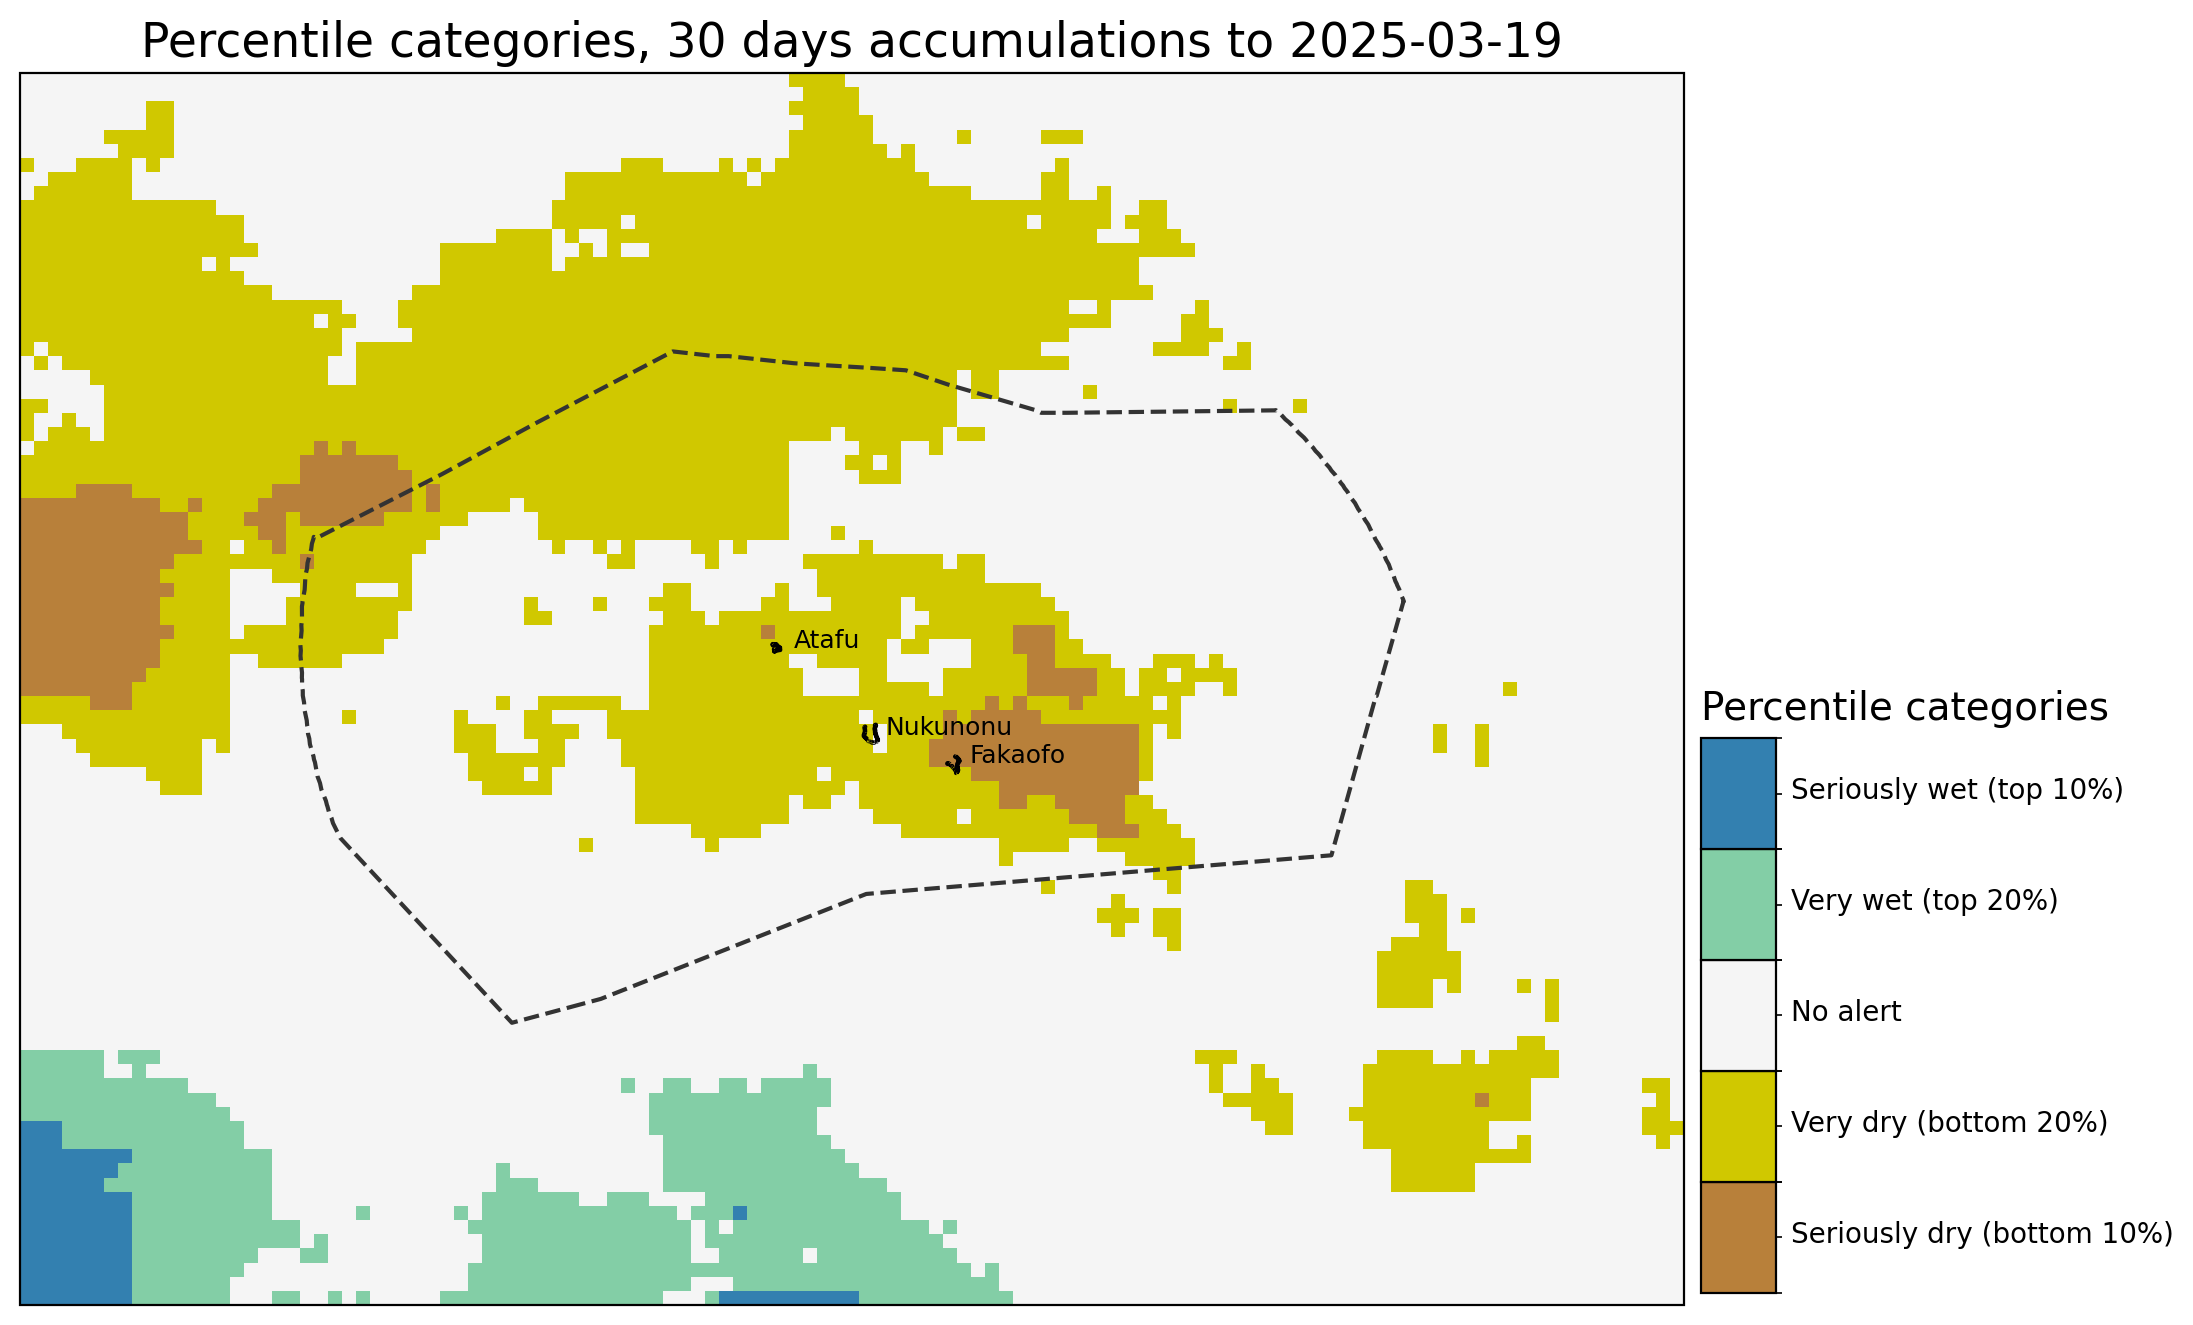 Percentile categories, 30 days accumulations to 2025-03-19
Atafu
Nukunonu
Fakaofo
Percentile categories
Seriously wet (top 10%)
Very wet (top 20%)
No alert
Very dry (bottom 20%)
Seriously dry (bottom 10%)